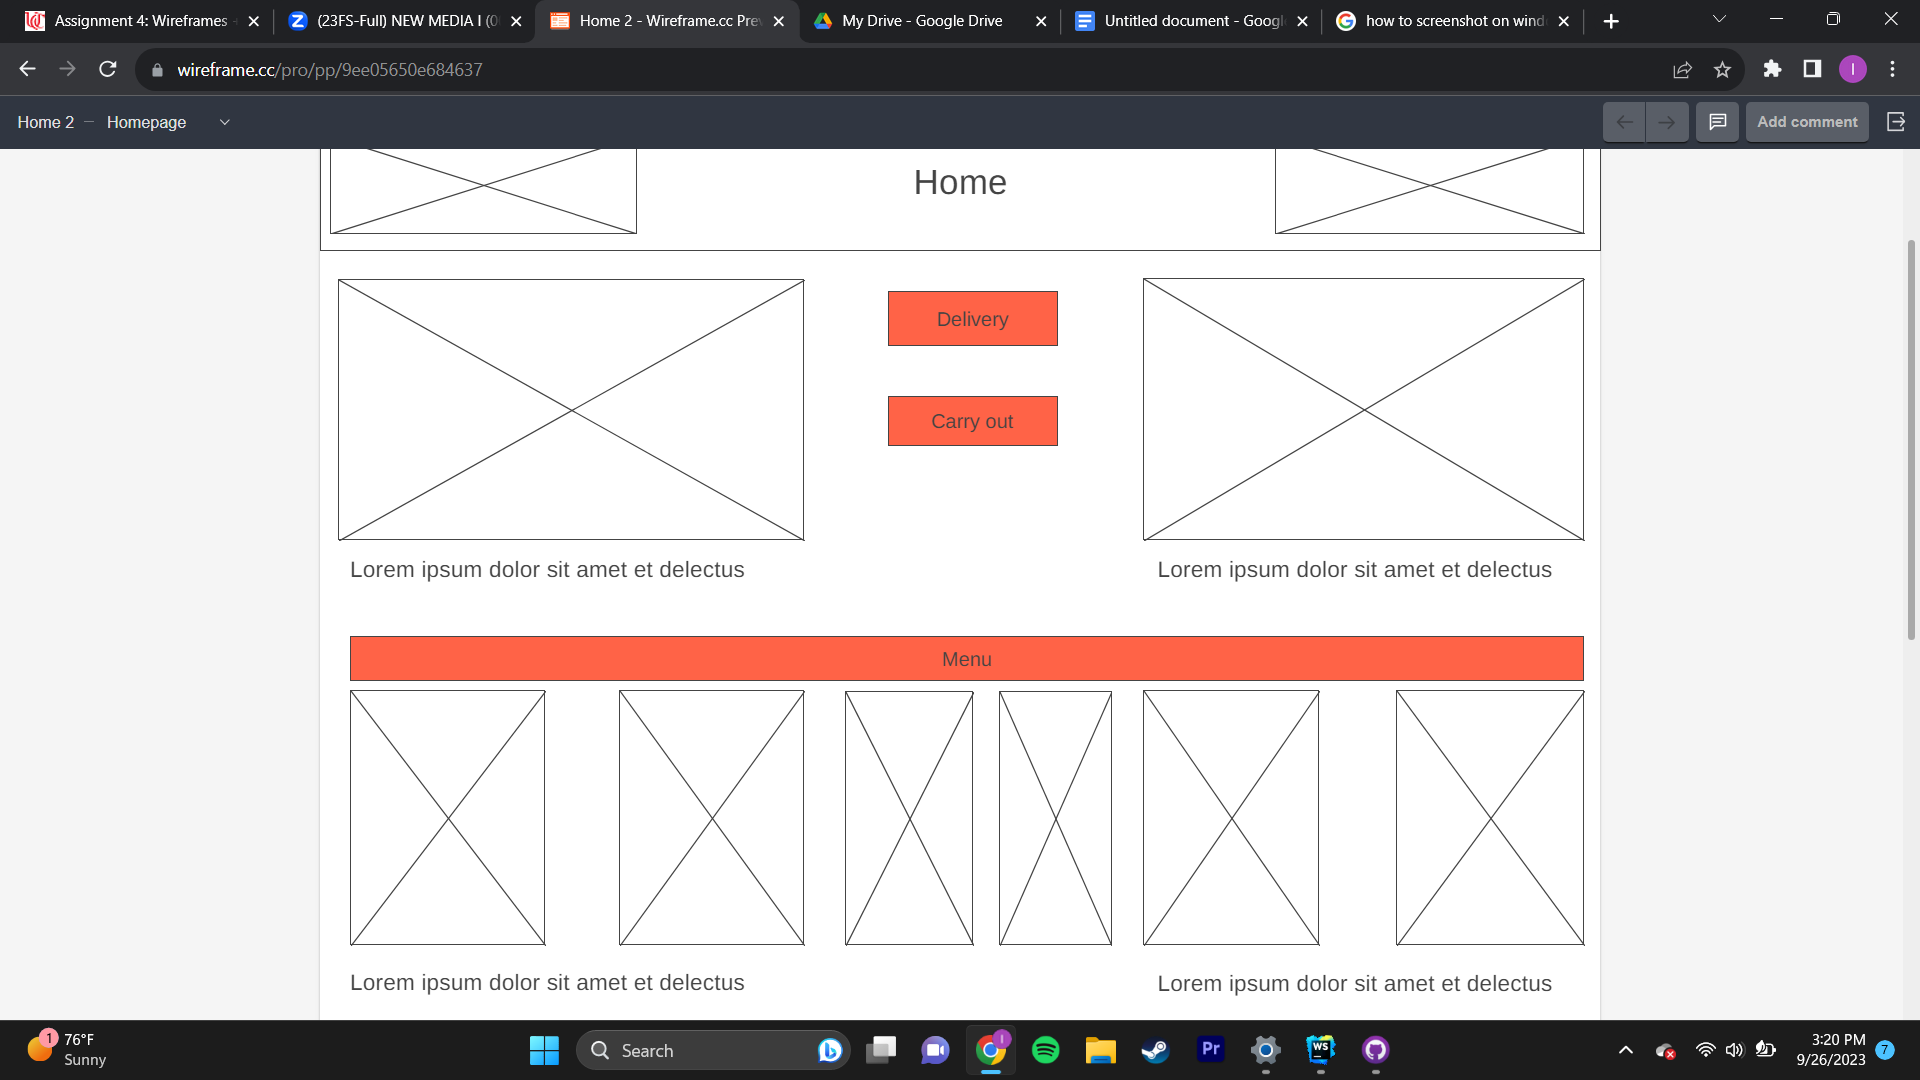 Assignment 4: Wireframes
(23FS-Full) NEW MEDIA I
Home 2 - Wireframe.cc Prev
My Drive - Google Drive
Untitled document - Google
how to screenshot on wind
I
wireframe.cc/pro/pp/9ee05650e684637
Home 2 – Homepage
Add comment
Home
Delivery
Carry out
Lorem ipsum dolor sit amet et delectus
Lorem ipsum dolor sit amet et delectus
Menu
Lorem ipsum dolor sit amet et delectus
Lorem ipsum dolor sit amet et delectus
1
76°F
Sunny
Search
I
Pr
WS
3:20 PM
9/26/2023
7